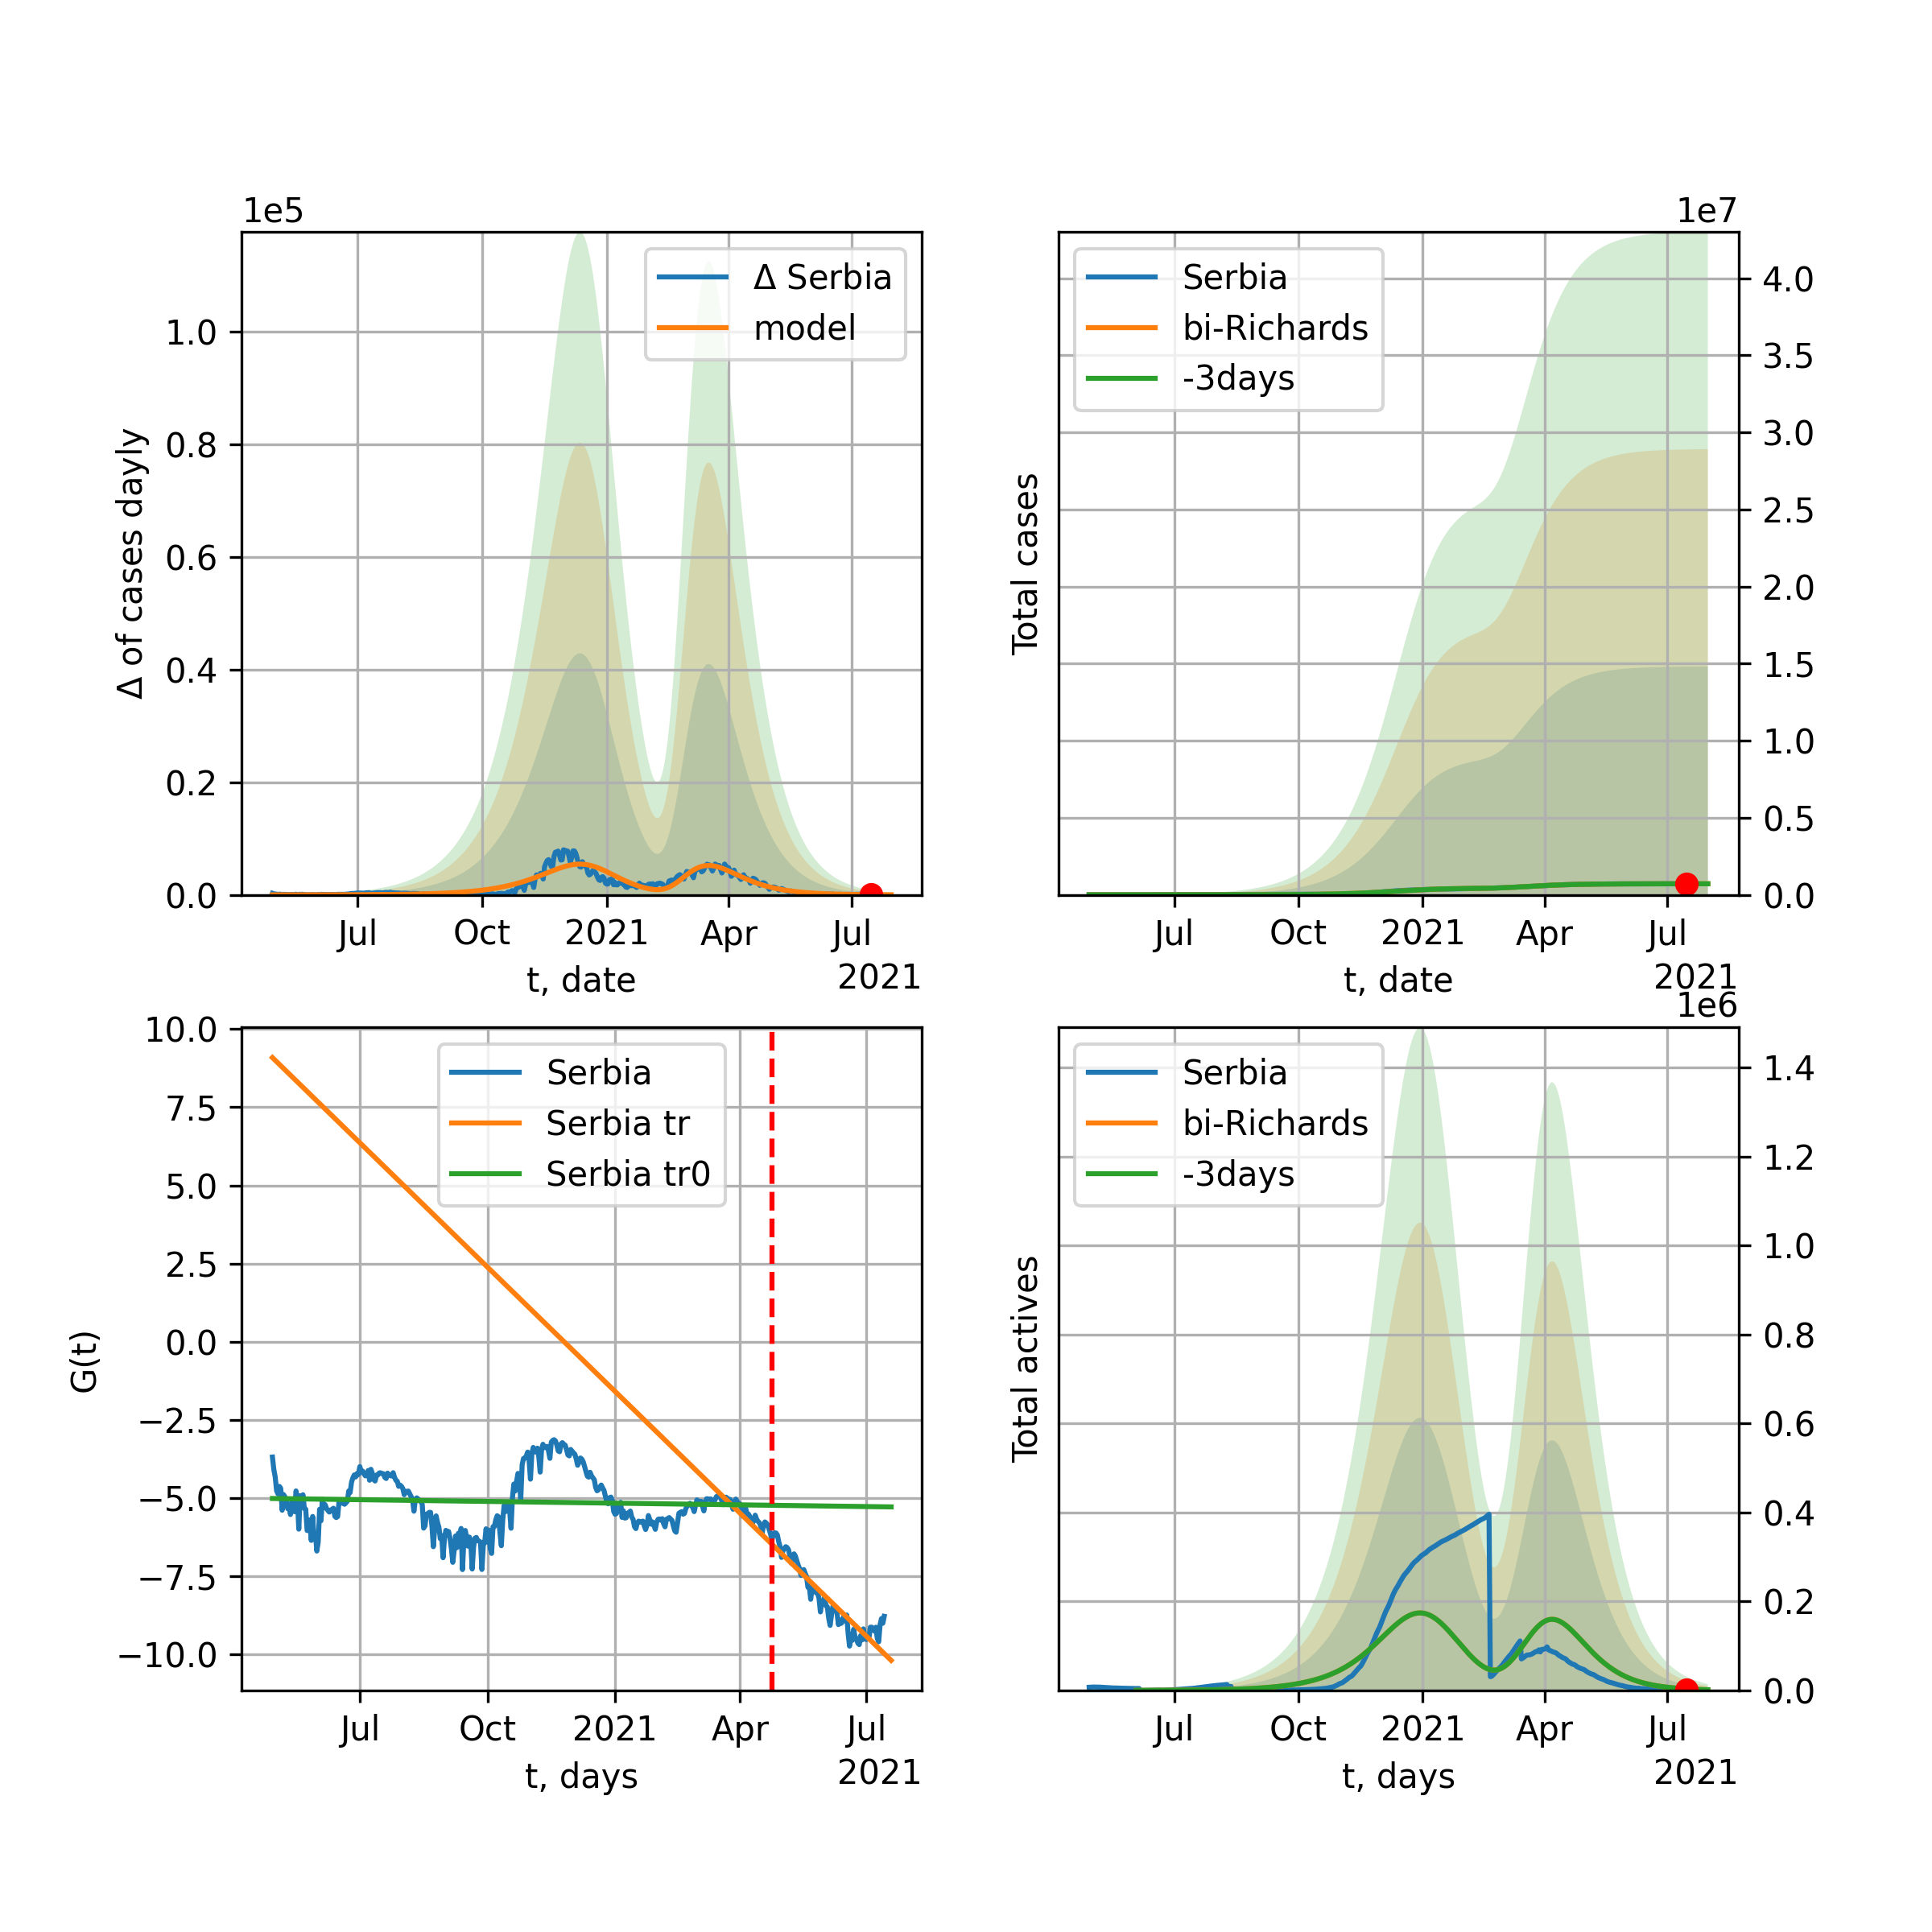 1e5
Δ of cases dayly
1.0
0.8
0.6
0.4
0.2
0.0
Δ Serbia
model
Jul Oct 2021 Apr Jul
2021
t, date
1e7
Total cases
Serbia
bi-Richards
-3days
4.0
3.5
3.0
2.5
2.0
1.5
1.0
0.5
0.0
Jul Oct 2021 Apr Jul
2021
t, date
G(t)
10.0
7.5
5.0
2.5
0.0
−2.5
−5.0
−7.5
−10.0
Serbia
Serbia tr
Serbia tr0
Jul Oct 2021 Apr Jul
2021
t, days
1e6
Total actives
Serbia
bi-Richards
-3days
1.4
1.2
1.0
0.8
0.6
0.4
0.2
0.0
Jul Oct 2021 Apr Jul
2021
t, days